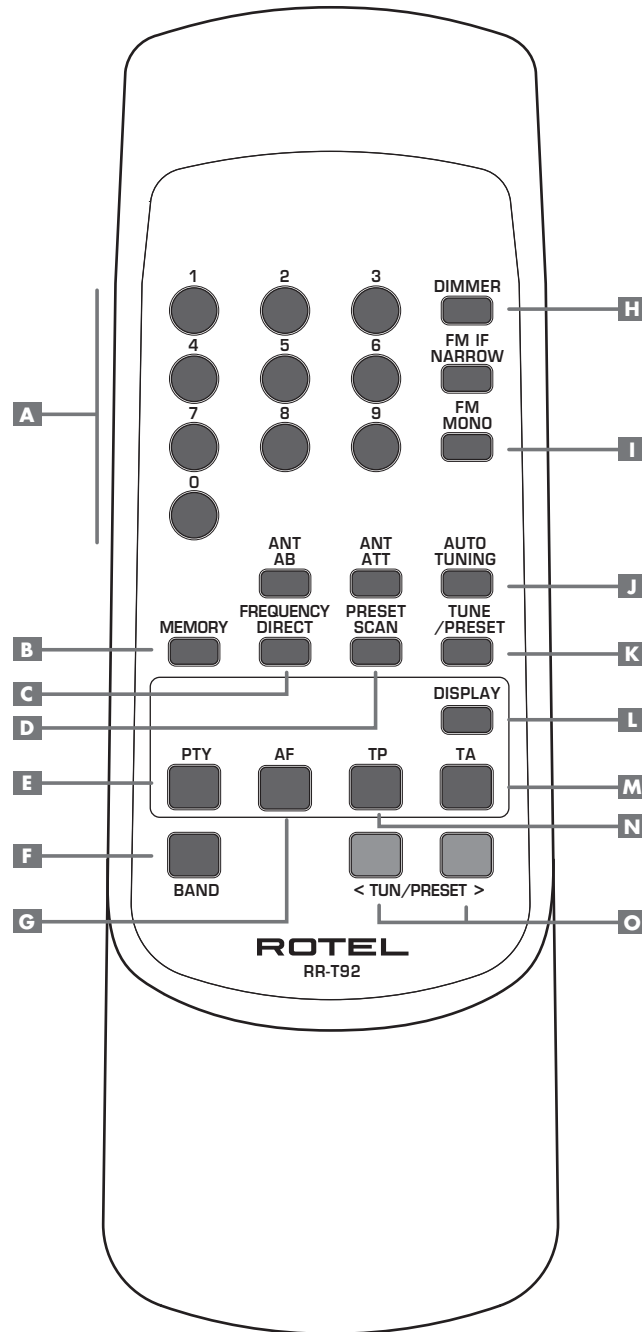 1 2 3 DIMMER
H
4 5 6 FM IF
NARROW
A
7 8 9 FM
MONO
I
0
ANT
AB
ANT
ATT
AUTO
TUNING
J
B MEMORY
FREQUENCY
DIRECT
PRESET
SCAN
TUNE
/PRESET
K
C
D
DISPLAY
L
E PTY AF TP TA M
N
F
BAND
< TUN/PRESET >
G
O
ROTEL
RR-T92